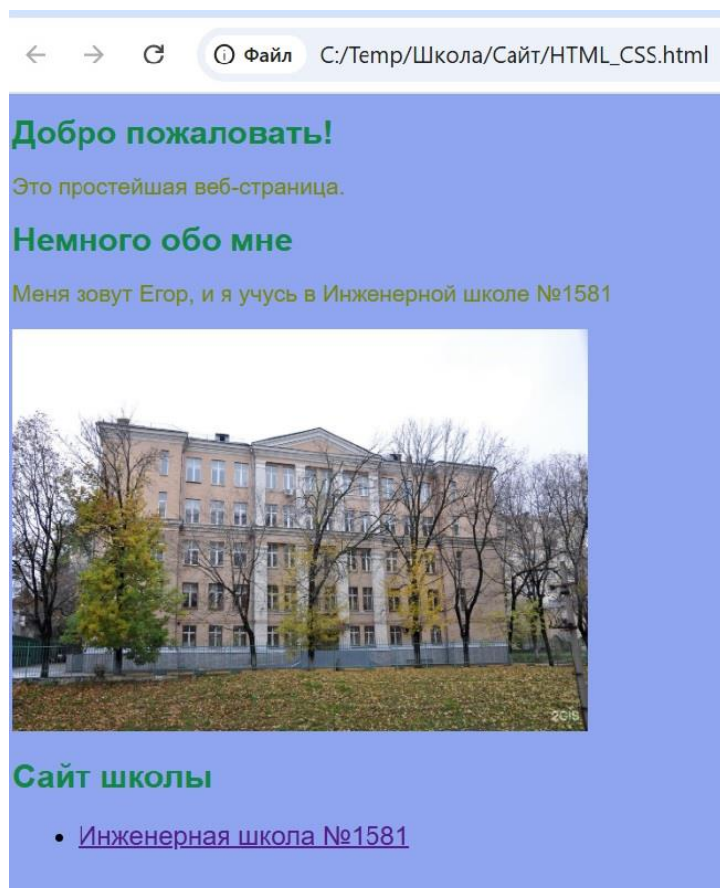 Файл C:/Temp/Школа/Сайт/HTML_CSS.html
Добро пожаловать!
Это простейшая веб-страница.
Немного обо мне
Меня зовут Егор, и я учусь в Инженерной школе №1581
2GIS
Сайт школы
Инженерная школа №1581